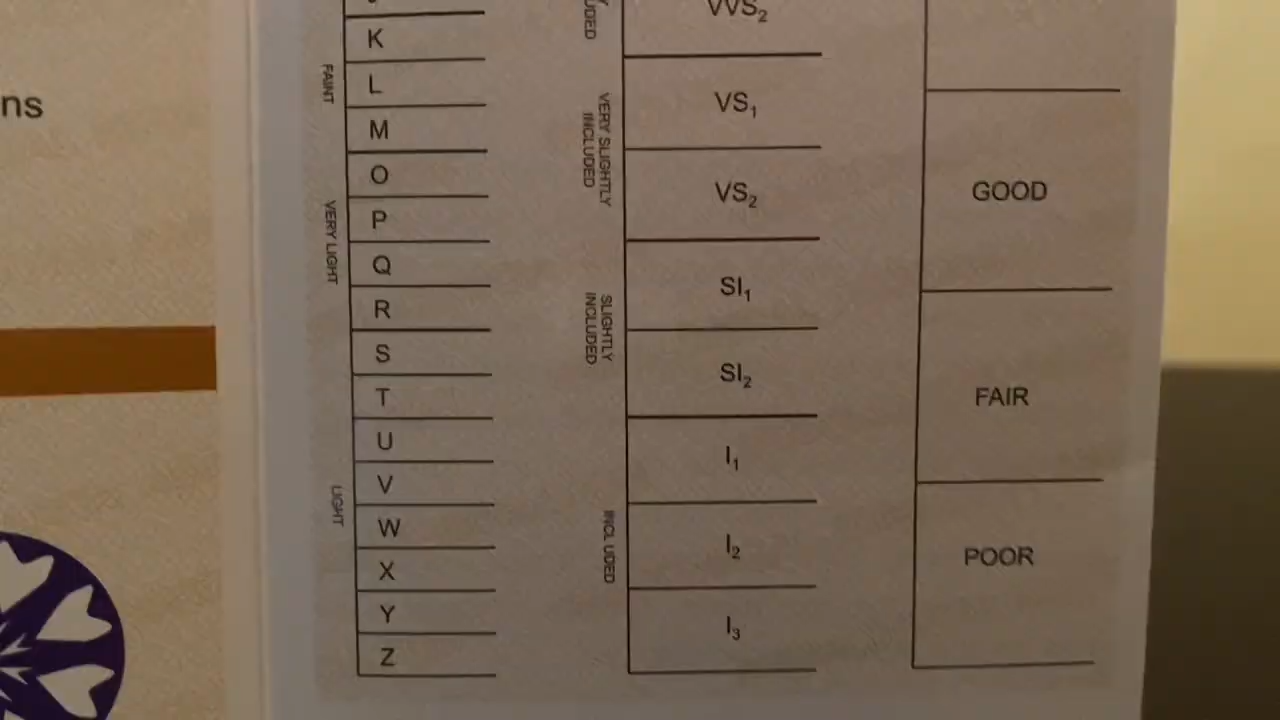 ns
K
L
M
O
P
Q
R
S
T
U
V
W
X
Y
Z
FAINT
VERY LIGHT
LIGHT
VVS₂
VS₁
VS₂
SI₁
SI₂
I₁
I₂
I₃
VERY SLIGHTLY
INCLUDED
SLIGHTLY
INCLUDED
INCLUDED
GOOD
FAIR
POOR